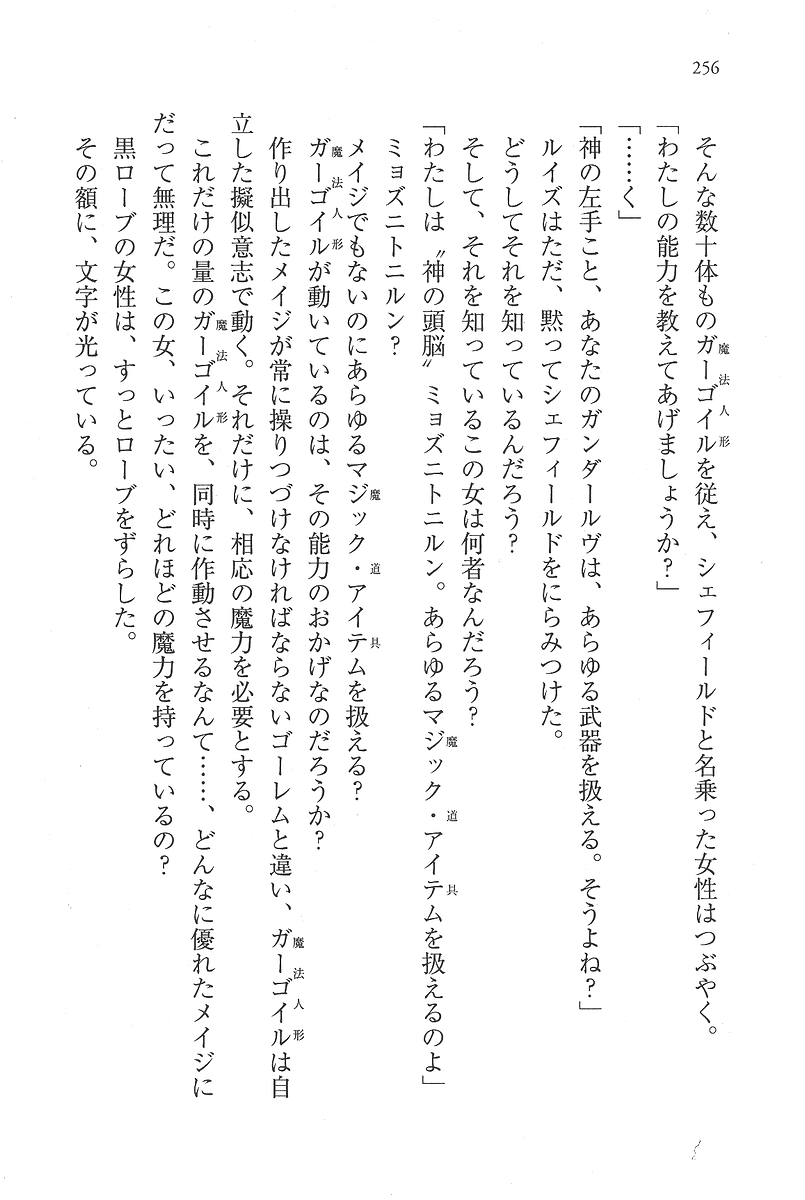 256
そんな数十体ものガーゴイルを従え、シェフィールドと名乗った女性はつぶやく。
魔法人形
「わたしの能力を教えてあげましょうか？」
「……く」
「神の左手こと、あなたのガンダールヴは、あらゆる武器を扱える。そうよね？」
ルイズはただ、黙ってシェフィールドをにらみつけた。
どうしてそれを知っているんだろう？
そして、それを知っているこの女は何者なんだろう？
「わたしは〝神の頭脳〟ミョズニトニルン。あらゆるマジック・アイテムを扱えるのよ」
魔道具
ミョズニトニルン？
メイジでもないのにあらゆるマジック・アイテムを扱える？
魔道具
ガーゴイルが動いているのは、その能力のおかげなのだろうか？
魔法人形
作り出したメイジが常に操りつづけなければならないゴーレムと違い、ガーゴイルは自
魔法人形
立した擬似意志で動く。それだけに、相応の魔力を必要とする。
これだけの量のガーゴイルを、同時に作動させるなんて……、どんなに優れたメイジに
魔法人形
だって無理だ。この女、いったい、どれほどの魔力を持っているの？
黒ローブの女性は、すっとローブをずらした。
その額に、文字が光っている。